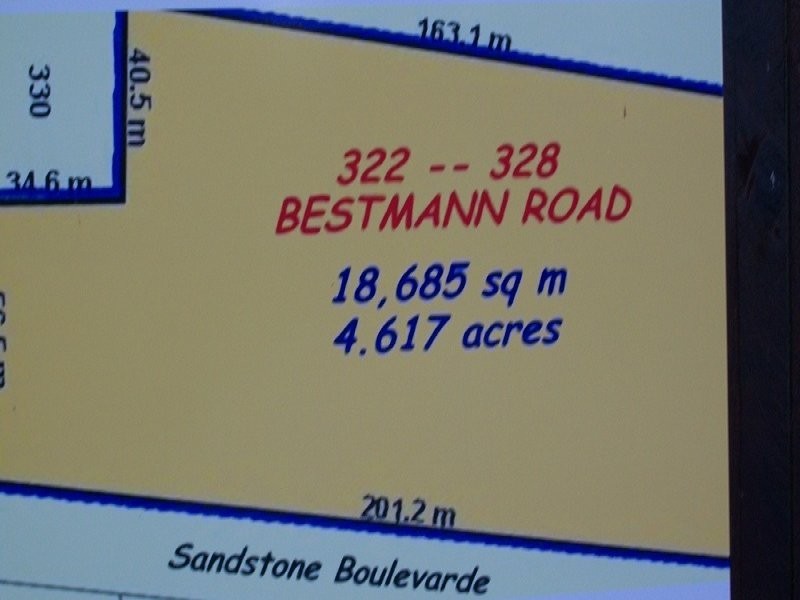 163.1 m
330
40.5 m
34.6 m
322 -- 328
BESTMANN ROAD
18,685 sq m
4.617 acres
201.2 m
Sandstone Boulevarde